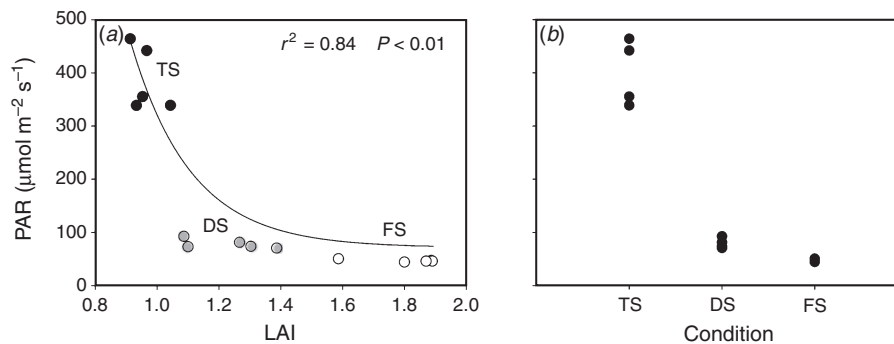 (a)
r² = 0.84 P < 0.01
TS
DS
FS
500
400
300
200
100
0
PAR (μmol m⁻² s⁻¹)
0.8 1.0 1.2 1.4 1.6 1.8 2.0
LAI
(b)
TS DS FS
Condition